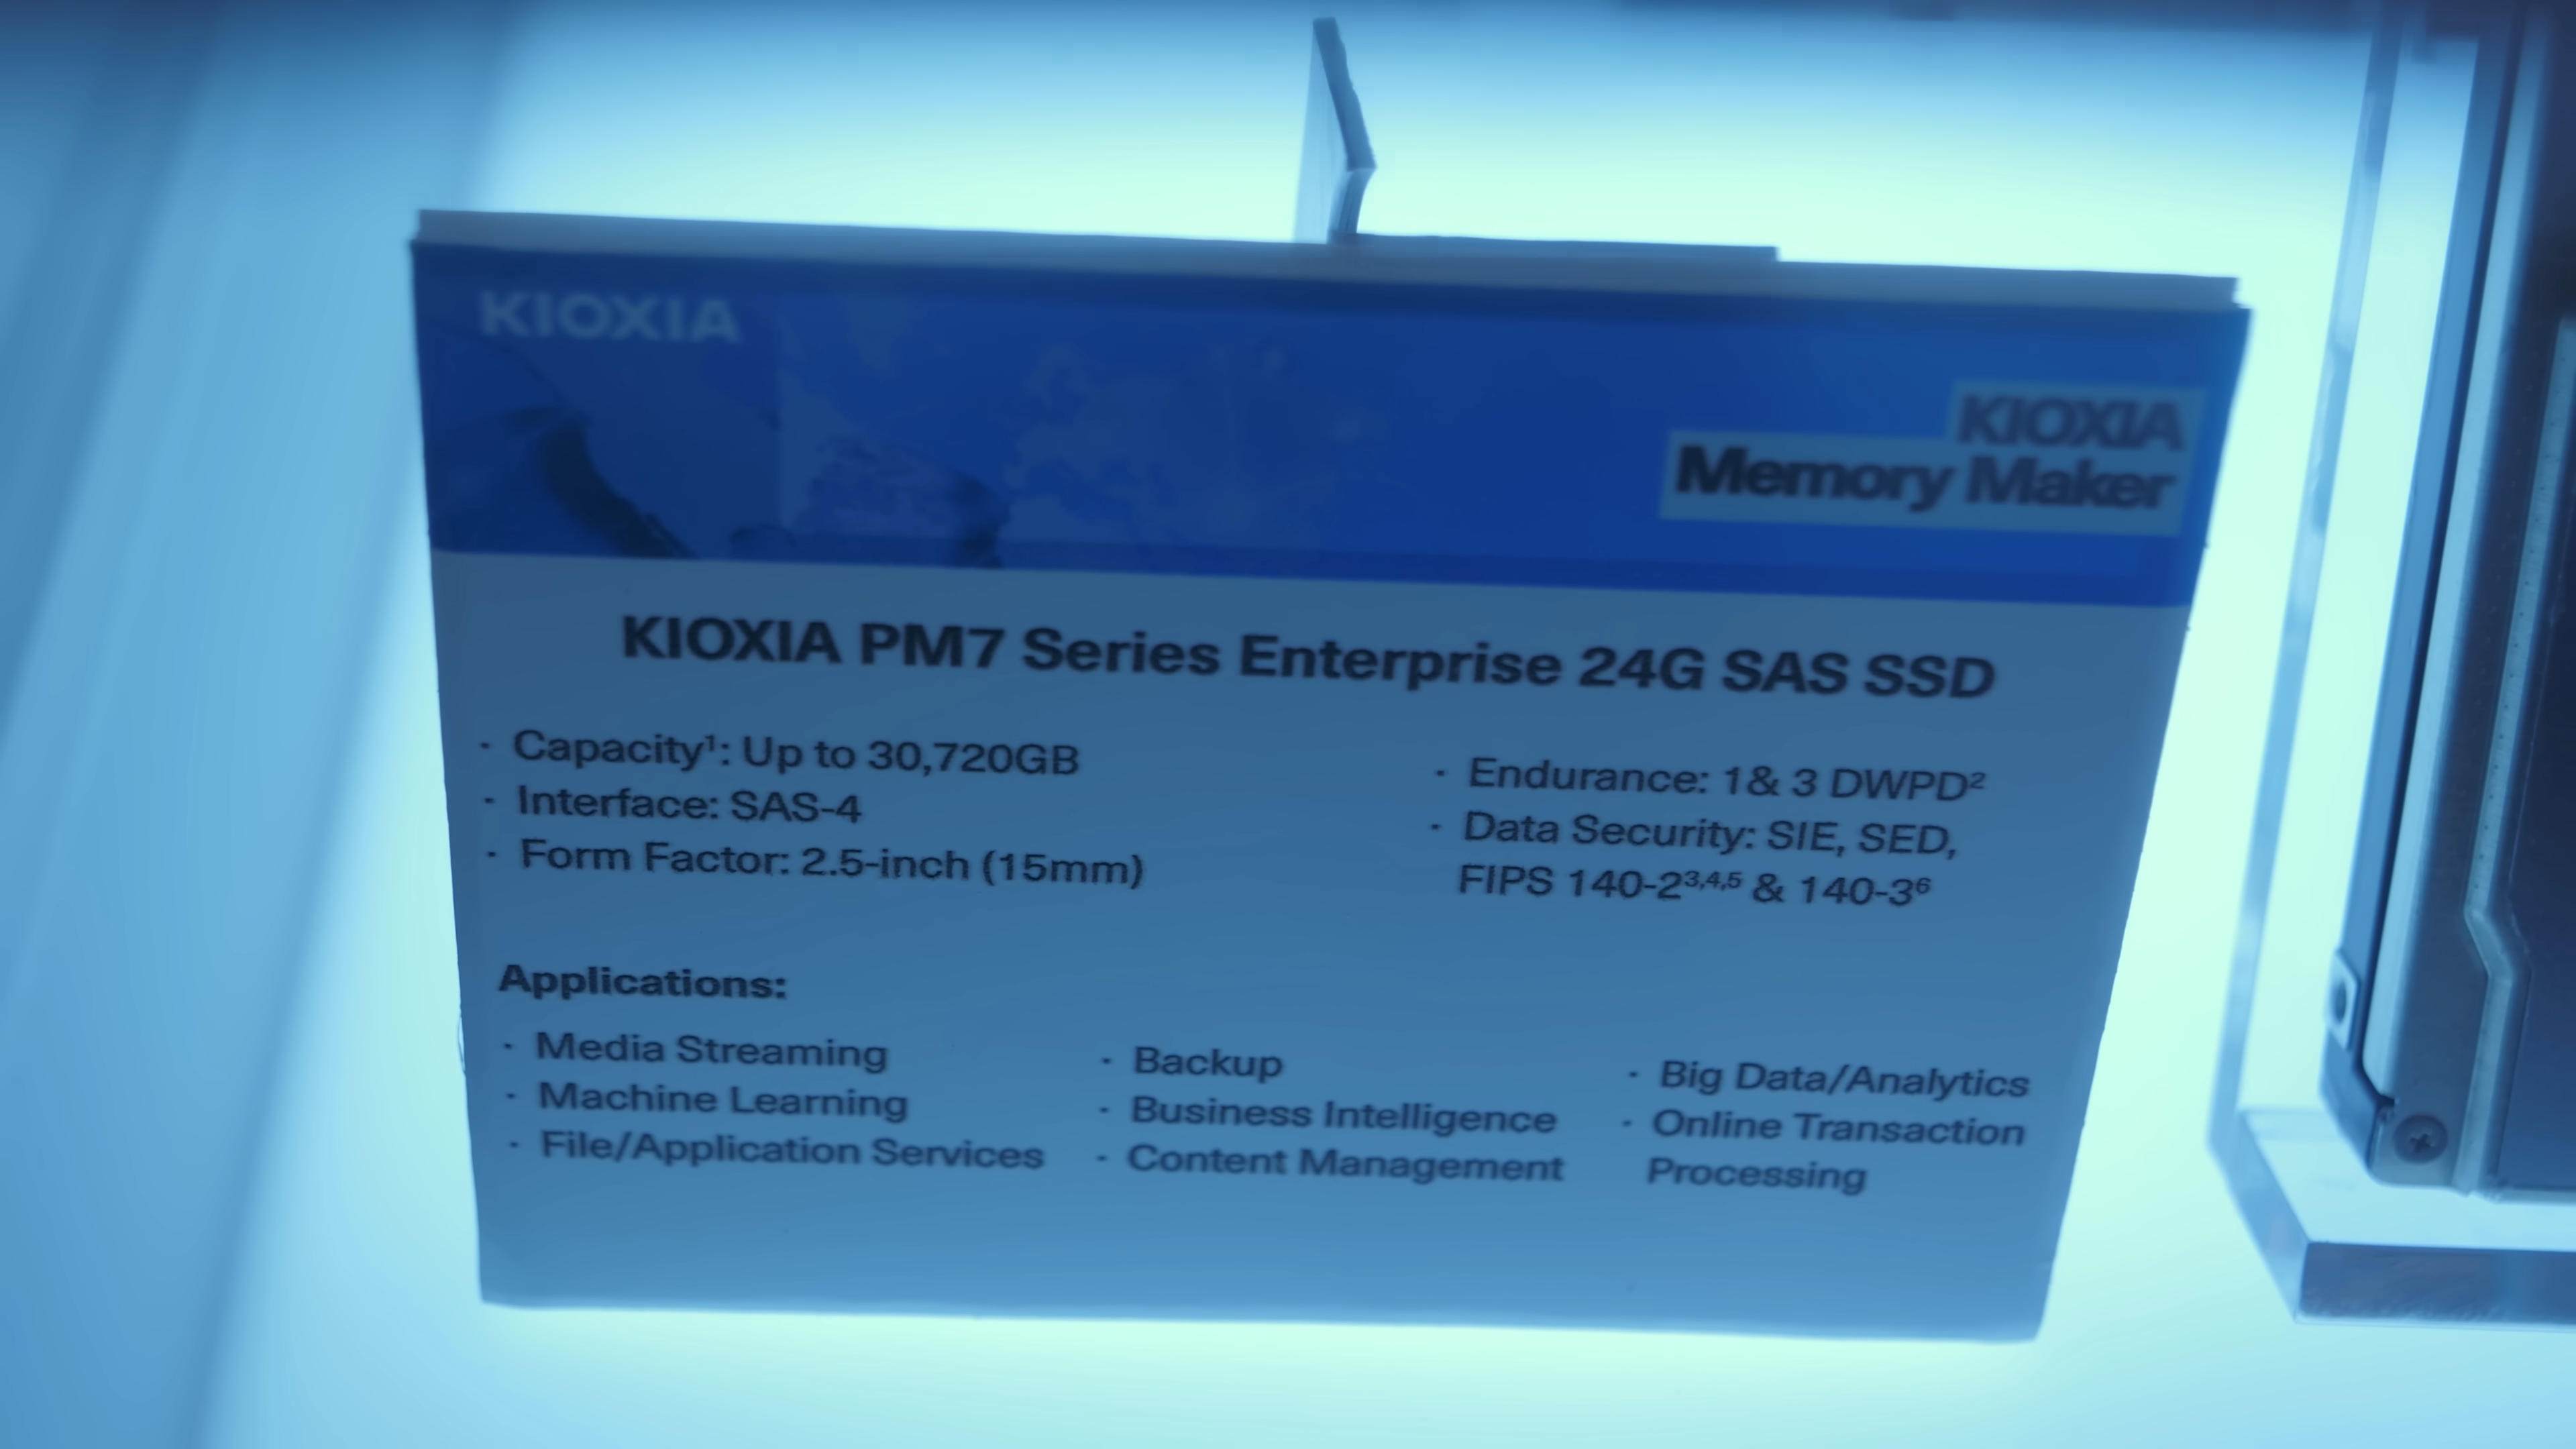 KIOXIA
KIOXIA
Memory Maker
KIOXIA PM7 Series Enterprise 24G SAS SSD
· Capacity¹: Up to 30,720GB
· Interface: SAS-4
· Form Factor: 2.5-inch (15mm)
· Endurance: 1& 3 DWPD²
· Data Security: SIE, SED,
FIPS 140-2³,⁴,⁵ & 140-3⁶
Applications:
· Media Streaming
· Machine Learning
· File/Application Services
· Backup
· Business Intelligence
· Content Management
· Big Data/Analytics
· Online Transaction
Processing